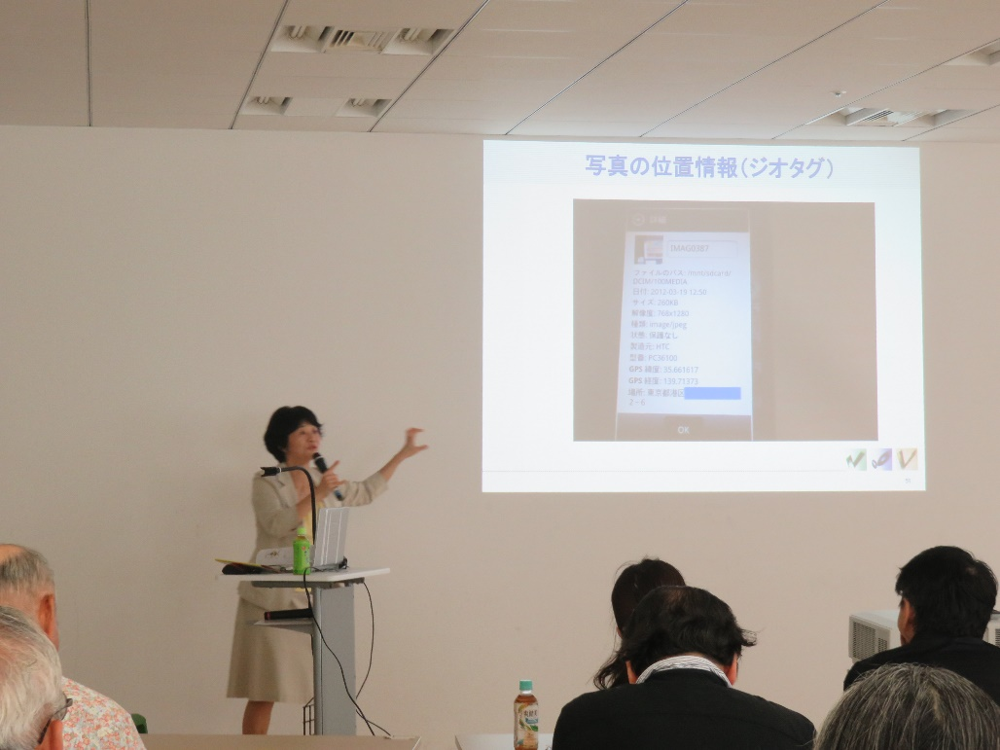 写真の位置情報(ジオタグ)
詳細
IMAG0387
ファイルのパス: /mnt/sdcard/
DCIM/100MEDIA
日付: 2012-03-19 12:50
サイズ: 260KB
解像度: 768x1280
種類: image/jpeg
状態: 保護なし
製造元: HTC
型番: PC36100
GPS 緯度: 35.661617
GPS 経度: 139.71373
場所: 東京都港区
2-6
OK